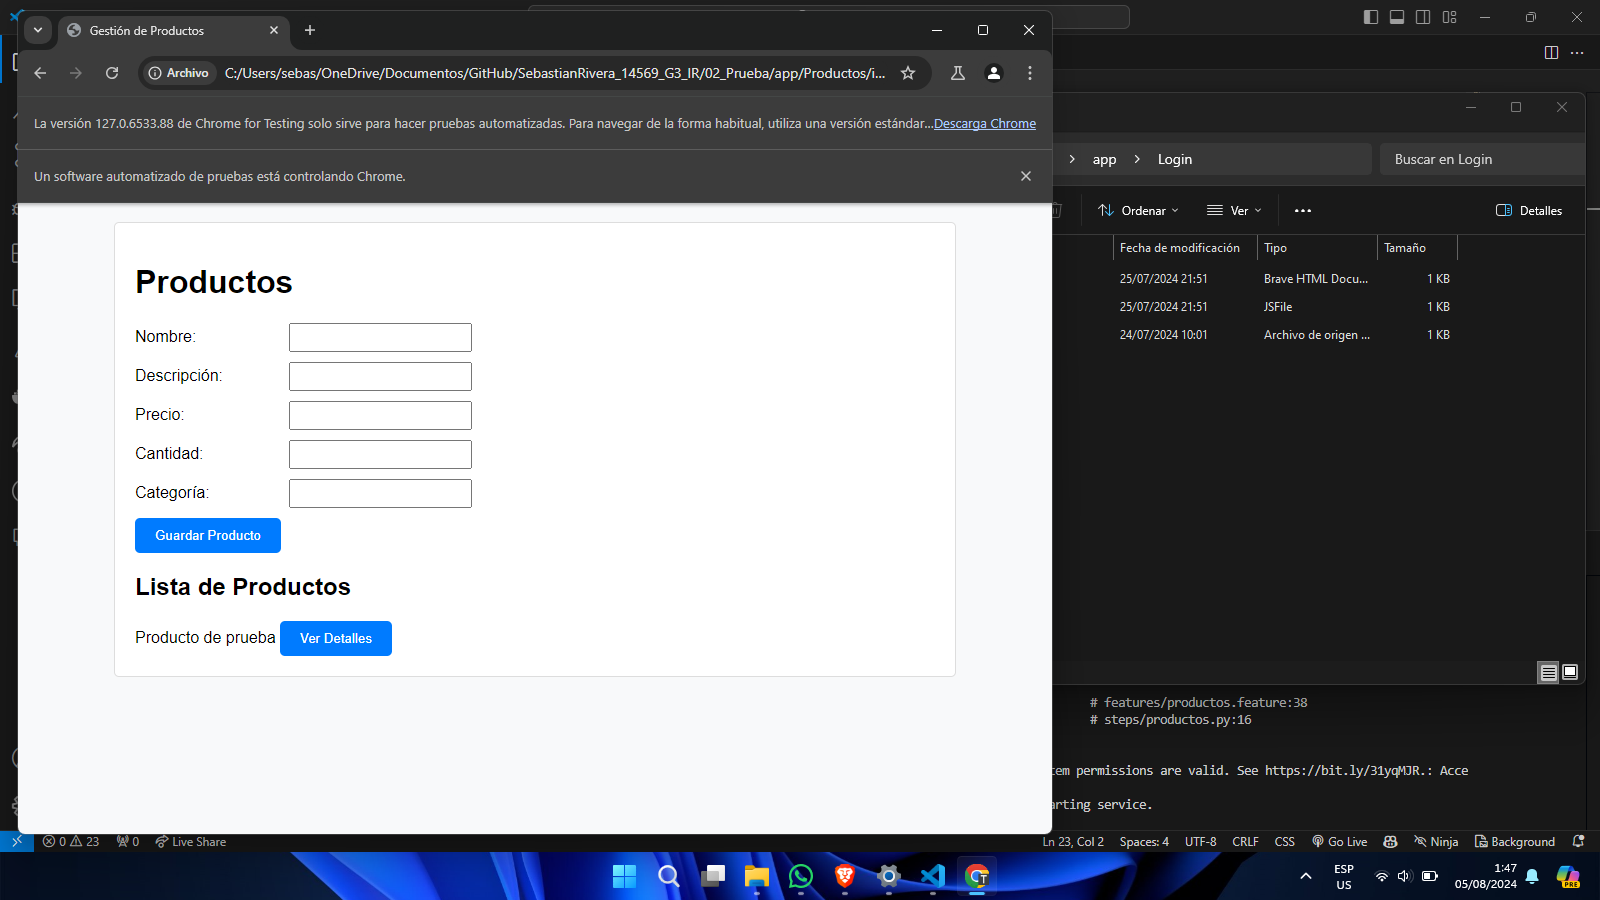 Gestión de Productos
Archivo
C:/Users/sebas/OneDrive/Documentos/GitHub/SebastianRivera_14569_G3_IR/02_Prueba/app/Productos/i...
La versión 127.0.6533.88 de Chrome for Testing solo sirve para hacer pruebas automatizadas. Para navegar de la forma habitual, utiliza una versión estándar... Descarga Chrome
Un software automatizado de pruebas está controlando Chrome.
Productos
Nombre:
Descripción:
Precio:
Cantidad:
Categoría:
Guardar Producto
Lista de Productos
Producto de prueba Ver Detalles
app Login
Buscar en Login
Ordenar Ver ... Detalles
Fecha de modificación Tipo Tamaño
25/07/2024 21:51 Brave HTML Docu... 1 KB
25/07/2024 21:51 JSFile 1 KB
24/07/2024 10:01 Archivo de origen ... 1 KB
# features/productos.feature:38
# steps/productos.py:16
tem permissions are valid. See https://bit.ly/31yqMJR.: Acce
arting service.
0 23 0 Live Share
Ln 23, Col 2 Spaces: 4 UTF-8 CRLF CSS Go Live Ninja Background
ESP
US
1:47
05/08/2024
PRE